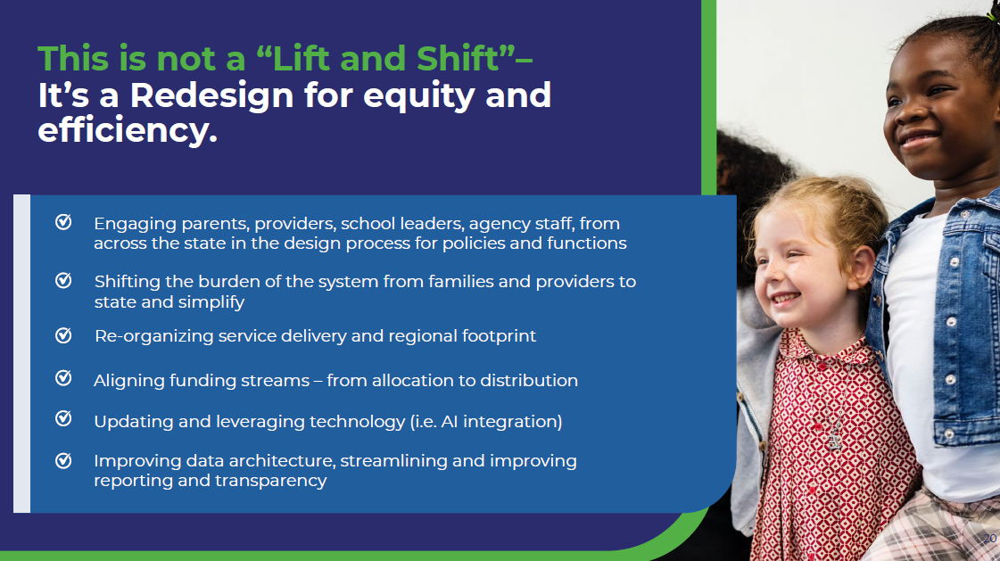 This is not a “Lift and Shift”–
It’s a Redesign for equity and
efficiency.
Engaging parents, providers, school leaders, agency staff, from
across the state in the design process for policies and functions
Shifting the burden of the system from families and providers to
state and simplify
Re-organizing service delivery and regional footprint
Aligning funding streams – from allocation to distribution
Updating and leveraging technology (i.e. AI integration)
Improving data architecture, streamlining and improving
reporting and transparency
20